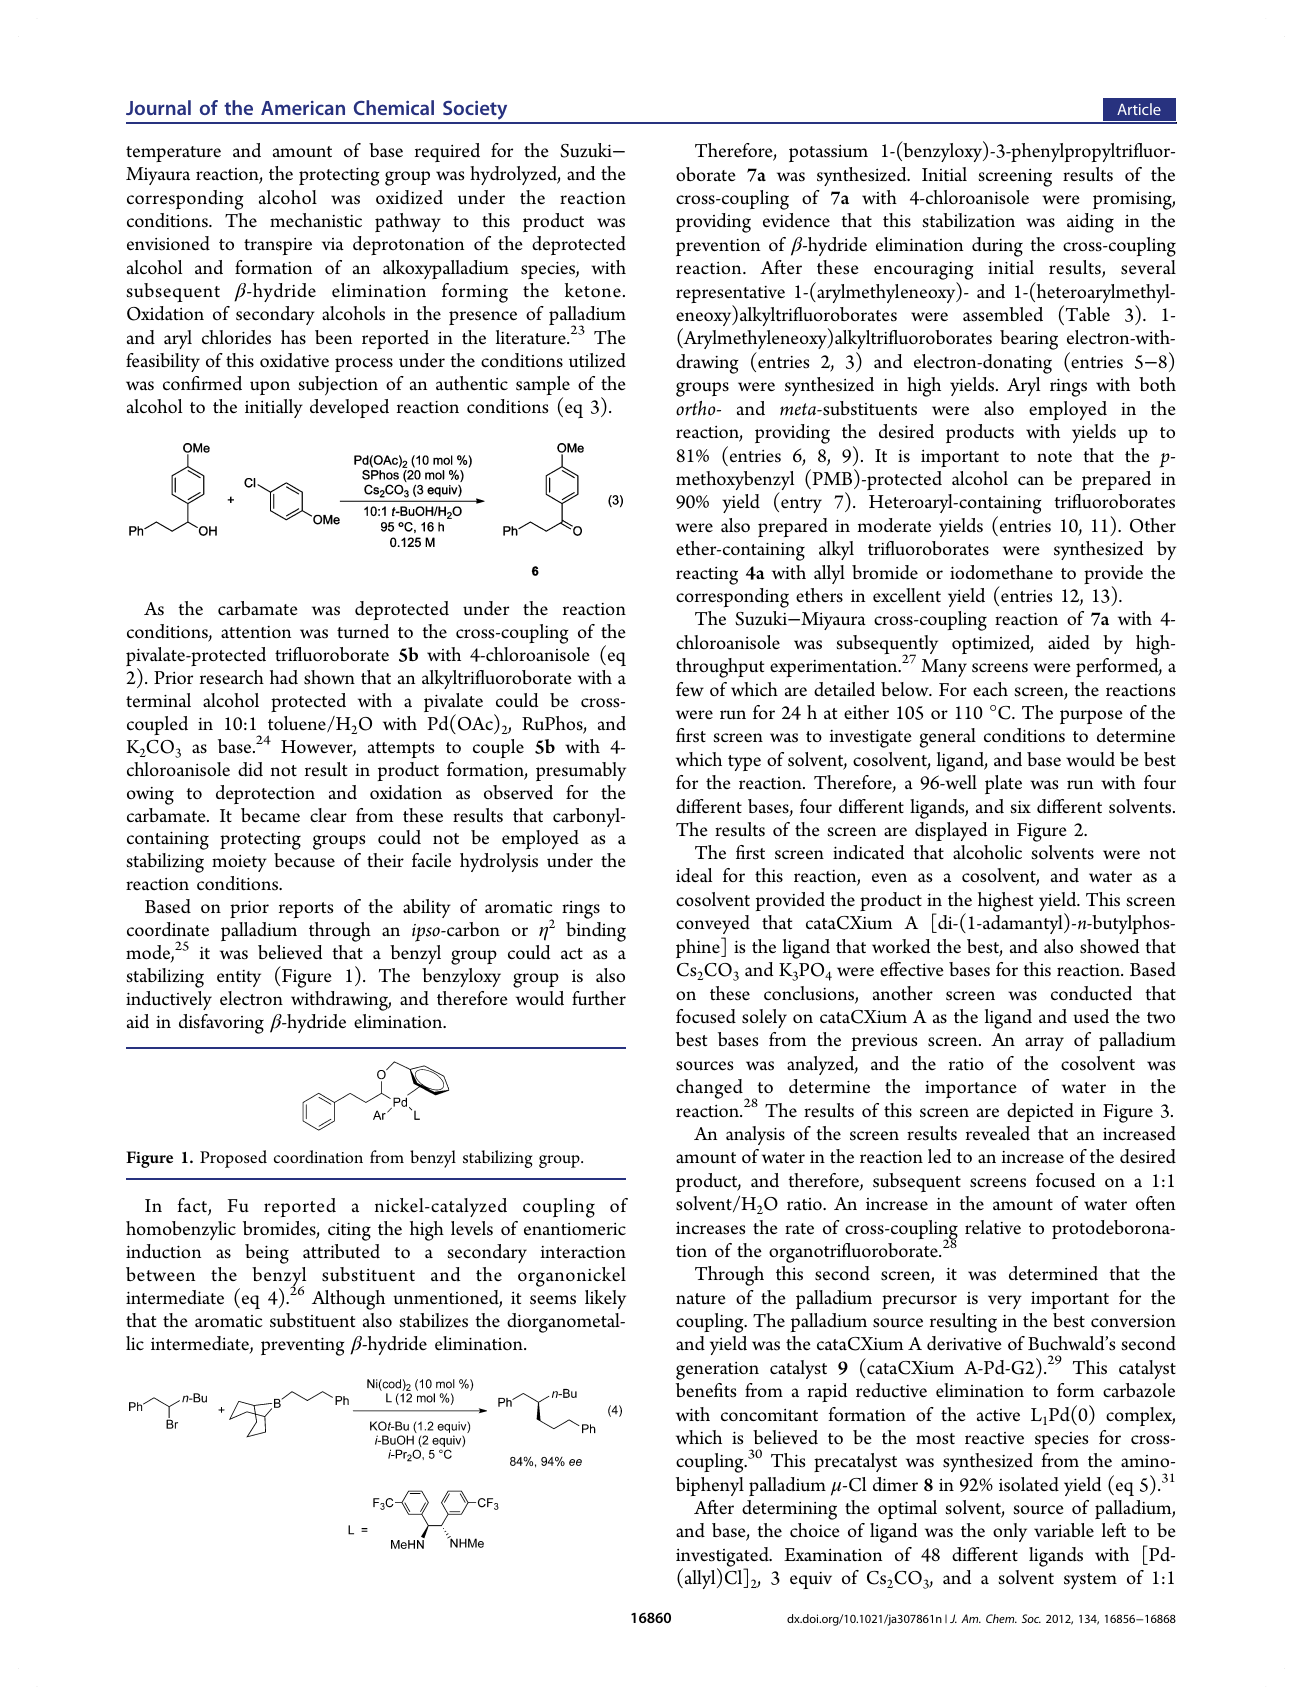 Journal of the American Chemical Society
Article
temperature and amount of base required for the Suzuki−
Miyaura reaction, the protecting group was hydrolyzed, and the
corresponding alcohol was oxidized under the reaction
conditions. The mechanistic pathway to this product was
envisioned to transpire via deprotonation of the deprotected
alcohol and formation of an alkoxypalladium species, with
subsequent β-hydride elimination forming the ketone.
Oxidation of secondary alcohols in the presence of palladium
and aryl chlorides has been reported in the literature.23 The
feasibility of this oxidative process under the conditions utilized
was confirmed upon subjection of an authentic sample of the
alcohol to the initially developed reaction conditions (eq 3).
OMe
Ph
OH
+
Cl
OMe
Pd(OAc)2 (10 mol %)
SPhos (20 mol %)
Cs2CO3 (3 equiv)
10:1 t-BuOH/H2O
95 ºC, 16 h
0.125 M
OMe
Ph
O
(3)
6
As the carbamate was deprotected under the reaction
conditions, attention was turned to the cross-coupling of the
pivalate-protected trifluoroborate 5b with 4-chloroanisole (eq
2). Prior research had shown that an alkyltrifluoroborate with a
terminal alcohol protected with a pivalate could be cross-
coupled in 10:1 toluene/H2O with Pd(OAc)2, RuPhos, and
K2CO3 as base.24 However, attempts to couple 5b with 4-
chloroanisole did not result in product formation, presumably
owing to deprotection and oxidation as observed for the
carbamate. It became clear from these results that carbonyl-
containing protecting groups could not be employed as a
stabilizing moiety because of their facile hydrolysis under the
reaction conditions.
Based on prior reports of the ability of aromatic rings to
coordinate palladium through an ipso-carbon or η2 binding
mode,25 it was believed that a benzyl group could act as a
stabilizing entity (Figure 1). The benzyloxy group is also
inductively electron withdrawing, and therefore would further
aid in disfavoring β-hydride elimination.
O
Pd
Ar
L
Figure 1. Proposed coordination from benzyl stabilizing group.
In fact, Fu reported a nickel-catalyzed coupling of
homobenzylic bromides, citing the high levels of enantiomeric
induction as being attributed to a secondary interaction
between the benzyl substituent and the organonickel
intermediate (eq 4).26 Although unmentioned, it seems likely
that the aromatic substituent also stabilizes the diorganometal-
lic intermediate, preventing β-hydride elimination.
Ph
n-Bu
Br
+
B
Ph
Ni(cod)2 (10 mol %)
L (12 mol %)
KOt-Bu (1.2 equiv)
i-BuOH (2 equiv)
i-Pr2O, 5 °C
Ph
n-Bu
Ph
(4)
84%, 94% ee
F3C
CF3
L =
MeHN
NHMe
Therefore, potassium 1-(benzyloxy)-3-phenylpropyltrifluor-
oborate 7a was synthesized. Initial screening results of the
cross-coupling of 7a with 4-chloroanisole were promising,
providing evidence that this stabilization was aiding in the
prevention of β-hydride elimination during the cross-coupling
reaction. After these encouraging initial results, several
representative 1-(arylmethyleneoxy)- and 1-(heteroarylmethyl-
eneoxy)alkyltrifluoroborates were assembled (Table 3). 1-
(Arylmethyleneoxy)alkyltrifluoroborates bearing electron-with-
drawing (entries 2, 3) and electron-donating (entries 5−8)
groups were synthesized in high yields. Aryl rings with both
ortho- and meta-substituents were also employed in the
reaction, providing the desired products with yields up to
81% (entries 6, 8, 9). It is important to note that the p-
methoxybenzyl (PMB)-protected alcohol can be prepared in
90% yield (entry 7). Heteroaryl-containing trifluoroborates
were also prepared in moderate yields (entries 10, 11). Other
ether-containing alkyl trifluoroborates were synthesized by
reacting 4a with allyl bromide or iodomethane to provide the
corresponding ethers in excellent yield (entries 12, 13).
The Suzuki−Miyaura cross-coupling reaction of 7a with 4-
chloroanisole was subsequently optimized, aided by high-
throughput experimentation.27 Many screens were performed, a
few of which are detailed below. For each screen, the reactions
were run for 24 h at either 105 or 110 °C. The purpose of the
first screen was to investigate general conditions to determine
which type of solvent, cosolvent, ligand, and base would be best
for the reaction. Therefore, a 96-well plate was run with four
different bases, four different ligands, and six different solvents.
The results of the screen are displayed in Figure 2.
The first screen indicated that alcoholic solvents were not
ideal for this reaction, even as a cosolvent, and water as a
cosolvent provided the product in the highest yield. This screen
conveyed that cataCXium A [di-(1-adamantyl)-n-butylphos-
phine] is the ligand that worked the best, and also showed that
Cs2CO3 and K3PO4 were effective bases for this reaction. Based
on these conclusions, another screen was conducted that
focused solely on cataCXium A as the ligand and used the two
best bases from the previous screen. An array of palladium
sources was analyzed, and the ratio of the cosolvent was
changed to determine the importance of water in the
reaction.28 The results of this screen are depicted in Figure 3.
An analysis of the screen results revealed that an increased
amount of water in the reaction led to an increase of the desired
product, and therefore, subsequent screens focused on a 1:1
solvent/H2O ratio. An increase in the amount of water often
increases the rate of cross-coupling relative to protodeborona-
tion of the organotrifluoroborate.28
Through this second screen, it was determined that the
nature of the palladium precursor is very important for the
coupling. The palladium source resulting in the best conversion
and yield was the cataCXium A derivative of Buchwald's second
generation catalyst 9 (cataCXium A-Pd-G2).29 This catalyst
benefits from a rapid reductive elimination to form carbazole
with concomitant formation of the active L1Pd(0) complex,
which is believed to be the most reactive species for cross-
coupling.30 This precatalyst was synthesized from the amino-
biphenyl palladium μ-Cl dimer 8 in 92% isolated yield (eq 5).31
After determining the optimal solvent, source of palladium,
and base, the choice of ligand was the only variable left to be
investigated. Examination of 48 different ligands with [Pd-
(allyl)Cl]2, 3 equiv of Cs2CO3, and a solvent system of 1:1
16860
dx.doi.org/10.1021/ja307861n | J. Am. Chem. Soc. 2012, 134, 16856−16868